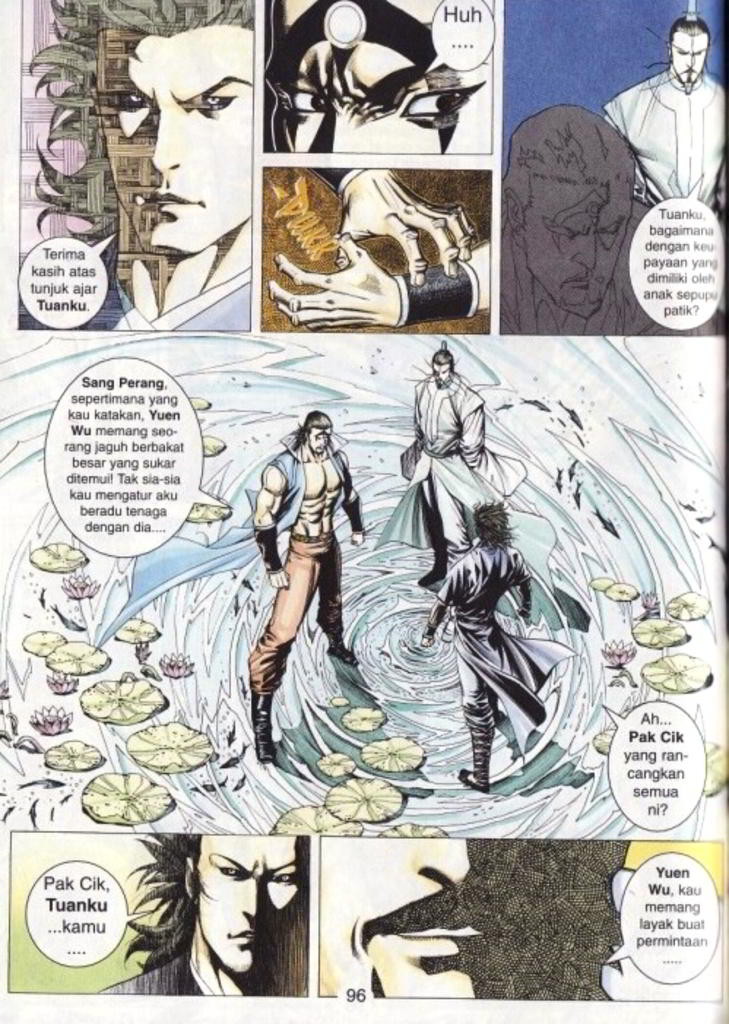 Terima
kasih atas
tunjuk ajar
Tuanku.
Huh
....
Tuanku,
bagaimana
dengan keu
payaan yang
dimiliki oleh
anak sepupu
patik?
Sang Perang,
sepertimana yang
kau katakan, Yuen
Wu memang seo-
rang jaguh berbakat
besar yang sukar
ditemui! Tak sia-sia
kau mengatur aku
beradu tenaga
dengan dia....
Ah...
Pak Cik
yang ran-
cangkan
semua
ni?
Pak Cik,
Tuanku
...kamu
....
Yuen
Wu, kau
memang
layak buat
permintaan
.....
96